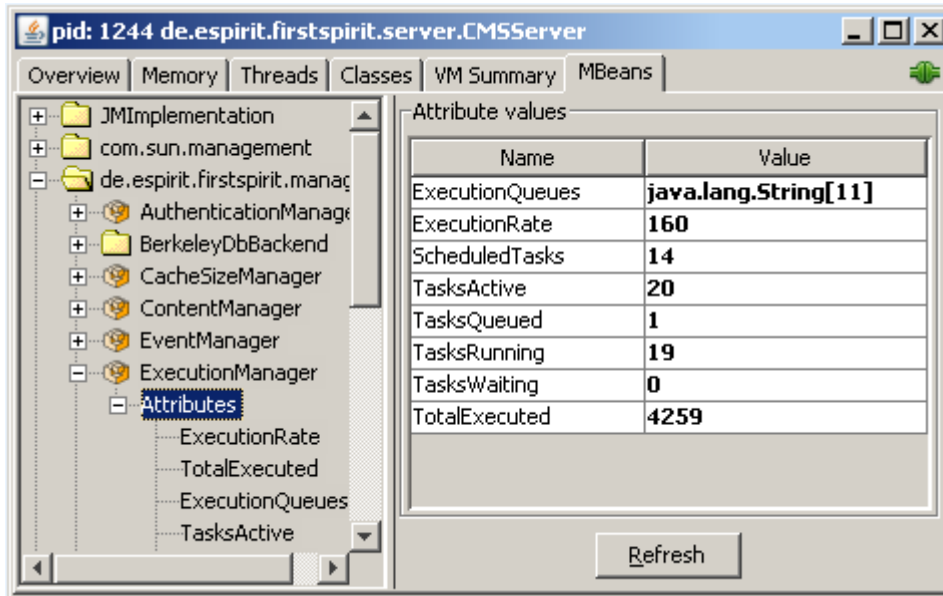 pid: 1244 de.espirit.firstspirit.server.CMSServer
Overview Memory Threads Classes VM Summary MBeans
JMImplementation
com.sun.management
de.espirit.firstspirit.manag
AuthenticationManage
BerkeleyDbBackend
CacheSizeManager
ContentManager
EventManager
ExecutionManager
Attributes
ExecutionRate
TotalExecuted
ExecutionQueues
TasksActive
Attribute values
Name Value
ExecutionQueues java.lang.String[11]
ExecutionRate 160
ScheduledTasks 14
TasksActive 20
TasksQueued 1
TasksRunning 19
TasksWaiting 0
TotalExecuted 4259
Refresh